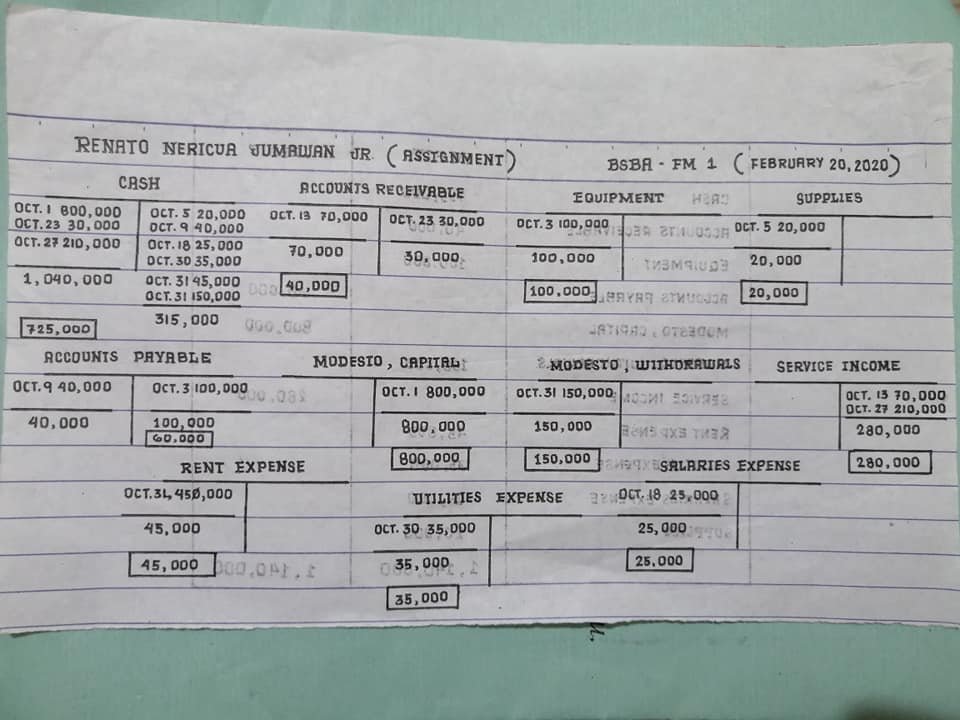 RENATO NERICUA JUMAWAN JR. (ASSIGNMENT) BSBA - FM 1 (FEBRUARY 20, 2020)
CASH
OCT. 1 800,000 OCT. 5 20,000
OCT. 23 30,000 OCT. 9 40,000
OCT. 27 210,000 OCT. 18 25,000
OCT. 30 35,000
1,040,000 OCT. 31 45,000
OCT. 31 150,000
315,000
725,000
ACCOUNTS RECEIVABLE
OCT. 13 70,000 OCT. 23 30,000
70,000 30,000
40,000
EQUIPMENT
OCT. 3 100,000
100,000
100,000
SUPPLIES
OCT. 5 20,000
20,000
20,000
ACCOUNTS PAYABLE
OCT. 9 40,000 OCT. 3 100,000
40,000 100,000
60,000
MODESTO, CAPITAL
OCT. 1 800,000
800,000
800,000
MODESTO, WITHDRAWALS
OCT. 31 150,000
150,000
150,000
SERVICE INCOME
OCT. 13 70,000
OCT. 27 210,000
280,000
280,000
RENT EXPENSE
OCT. 31, 450,000
45,000
45,000
UTILITIES EXPENSE
OCT. 30 35,000
35,000
35,000
SALARIES EXPENSE
OCT. 18 25,000
25,000
25,000